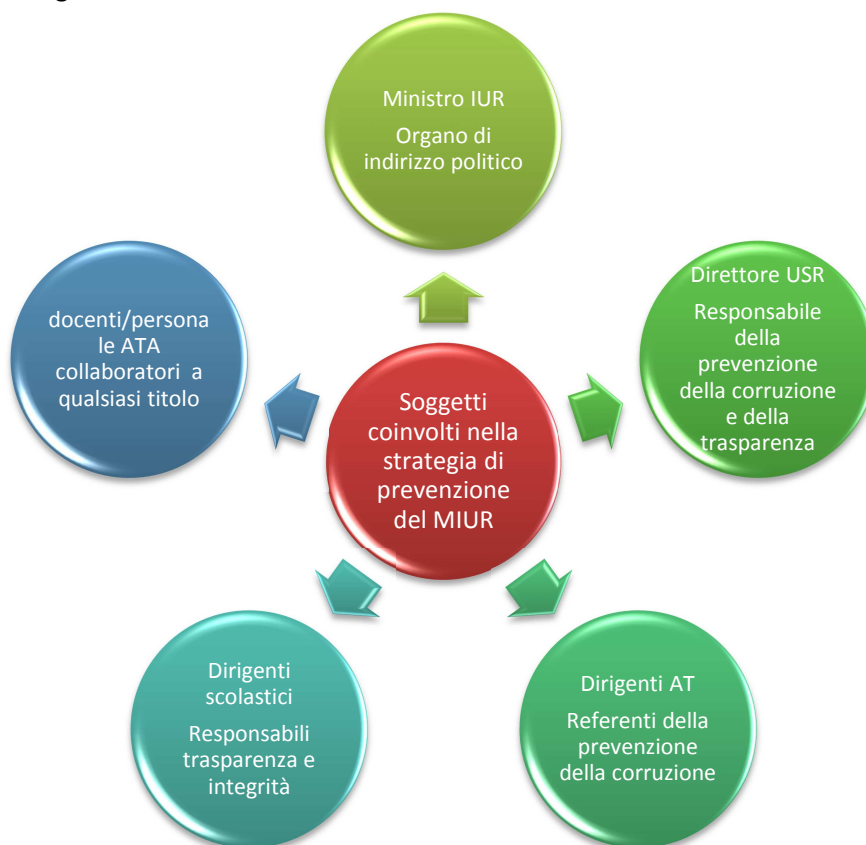 Ministro IUR
Organo di
indirizzo politico
Direttore USR
Responsabile
della
prevenzione
della corruzione
e della
trasparenza
docenti/persona
le ATA
collaboratori a
qualsiasi titolo
Soggetti
coinvolti nella
strategia di
prevenzione
del MIUR
Dirigenti
scolastici
Responsabili
trasparenza e
integrità
Dirigenti AT
Referenti della
prevenzione
della corruzione